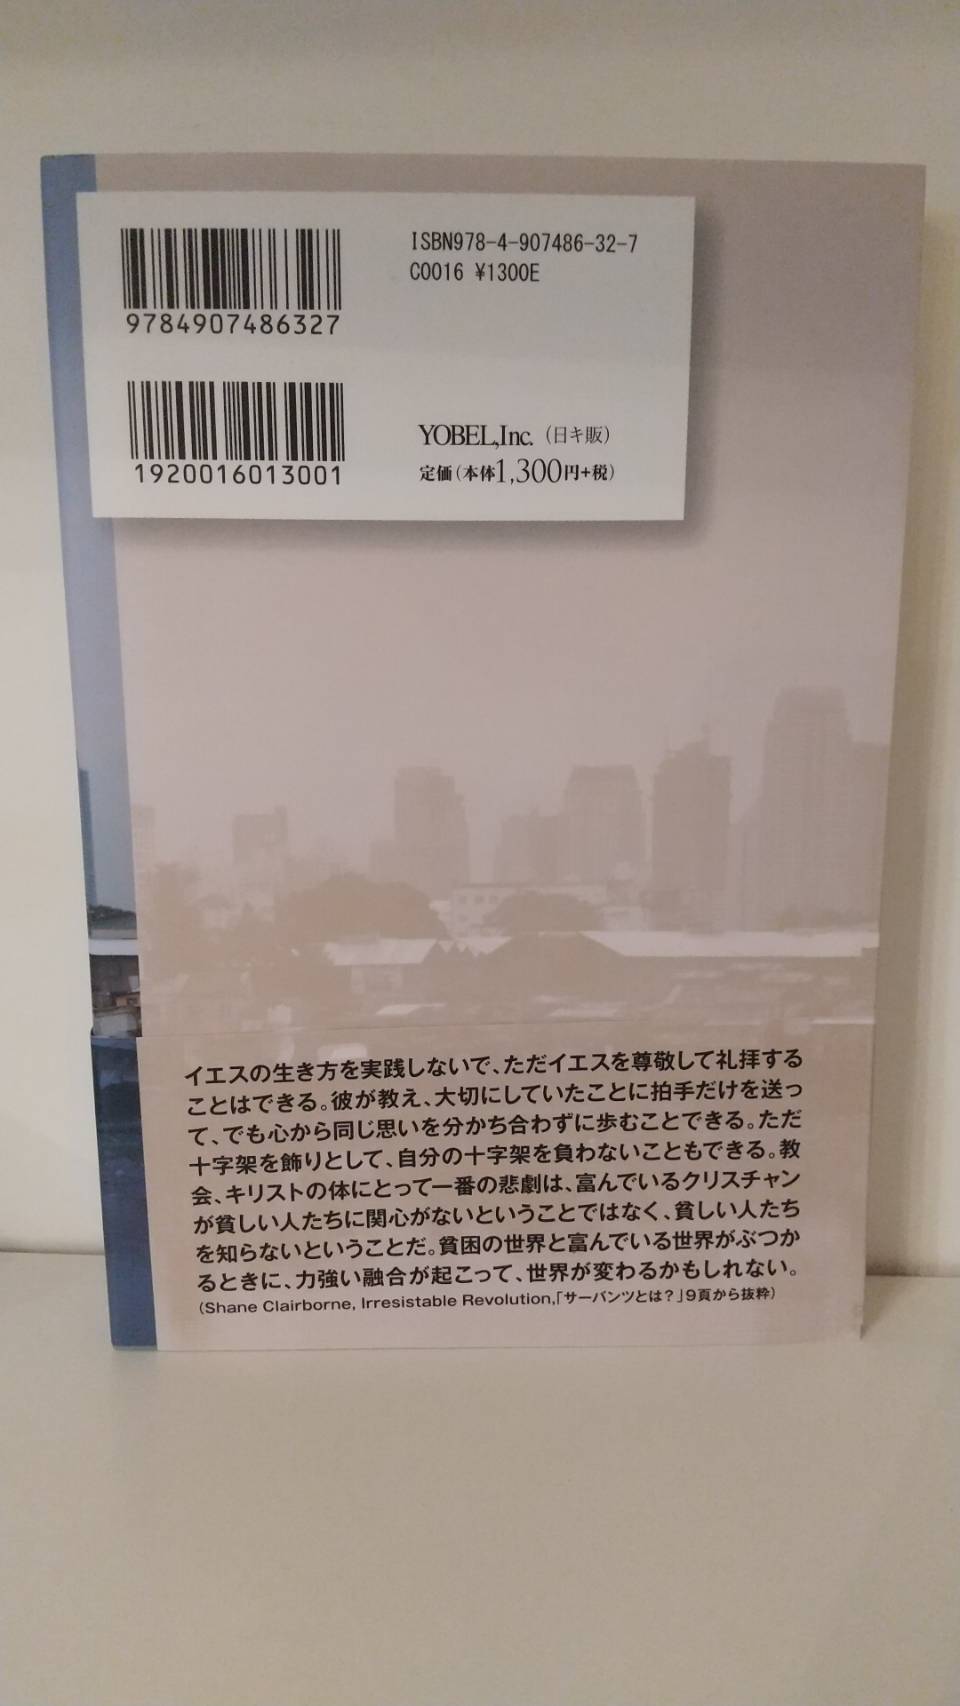 ISBN978-4-907486-32-7
C0016 ¥1300E
9784907486327
1920016013001
YOBEL,Inc.(日キ販)
定価(本体1,300円+税)
イエスの生き方を実践しないで、ただイエスを尊敬して礼拝する
ことはできる。彼が教え、大切にしていたことに拍手だけを送っ
て、でも心から同じ思いを分かち合わずに歩むことできる。ただ
十字架を飾りとして、自分の十字架を負わないこともできる。教
会、キリストの体にとって一番の悲劇は、富んでいるクリスチャン
が貧しい人たちに関心がないということではなく、貧しい人たち
を知らないということだ。貧困の世界と富んでいる世界がぶつか
るときに、力強い融合が起こって、世界が変わるかもしれない。
(Shane Clairborne, Irresistable Revolution,「サーバンツとは?」9頁から抜粋)